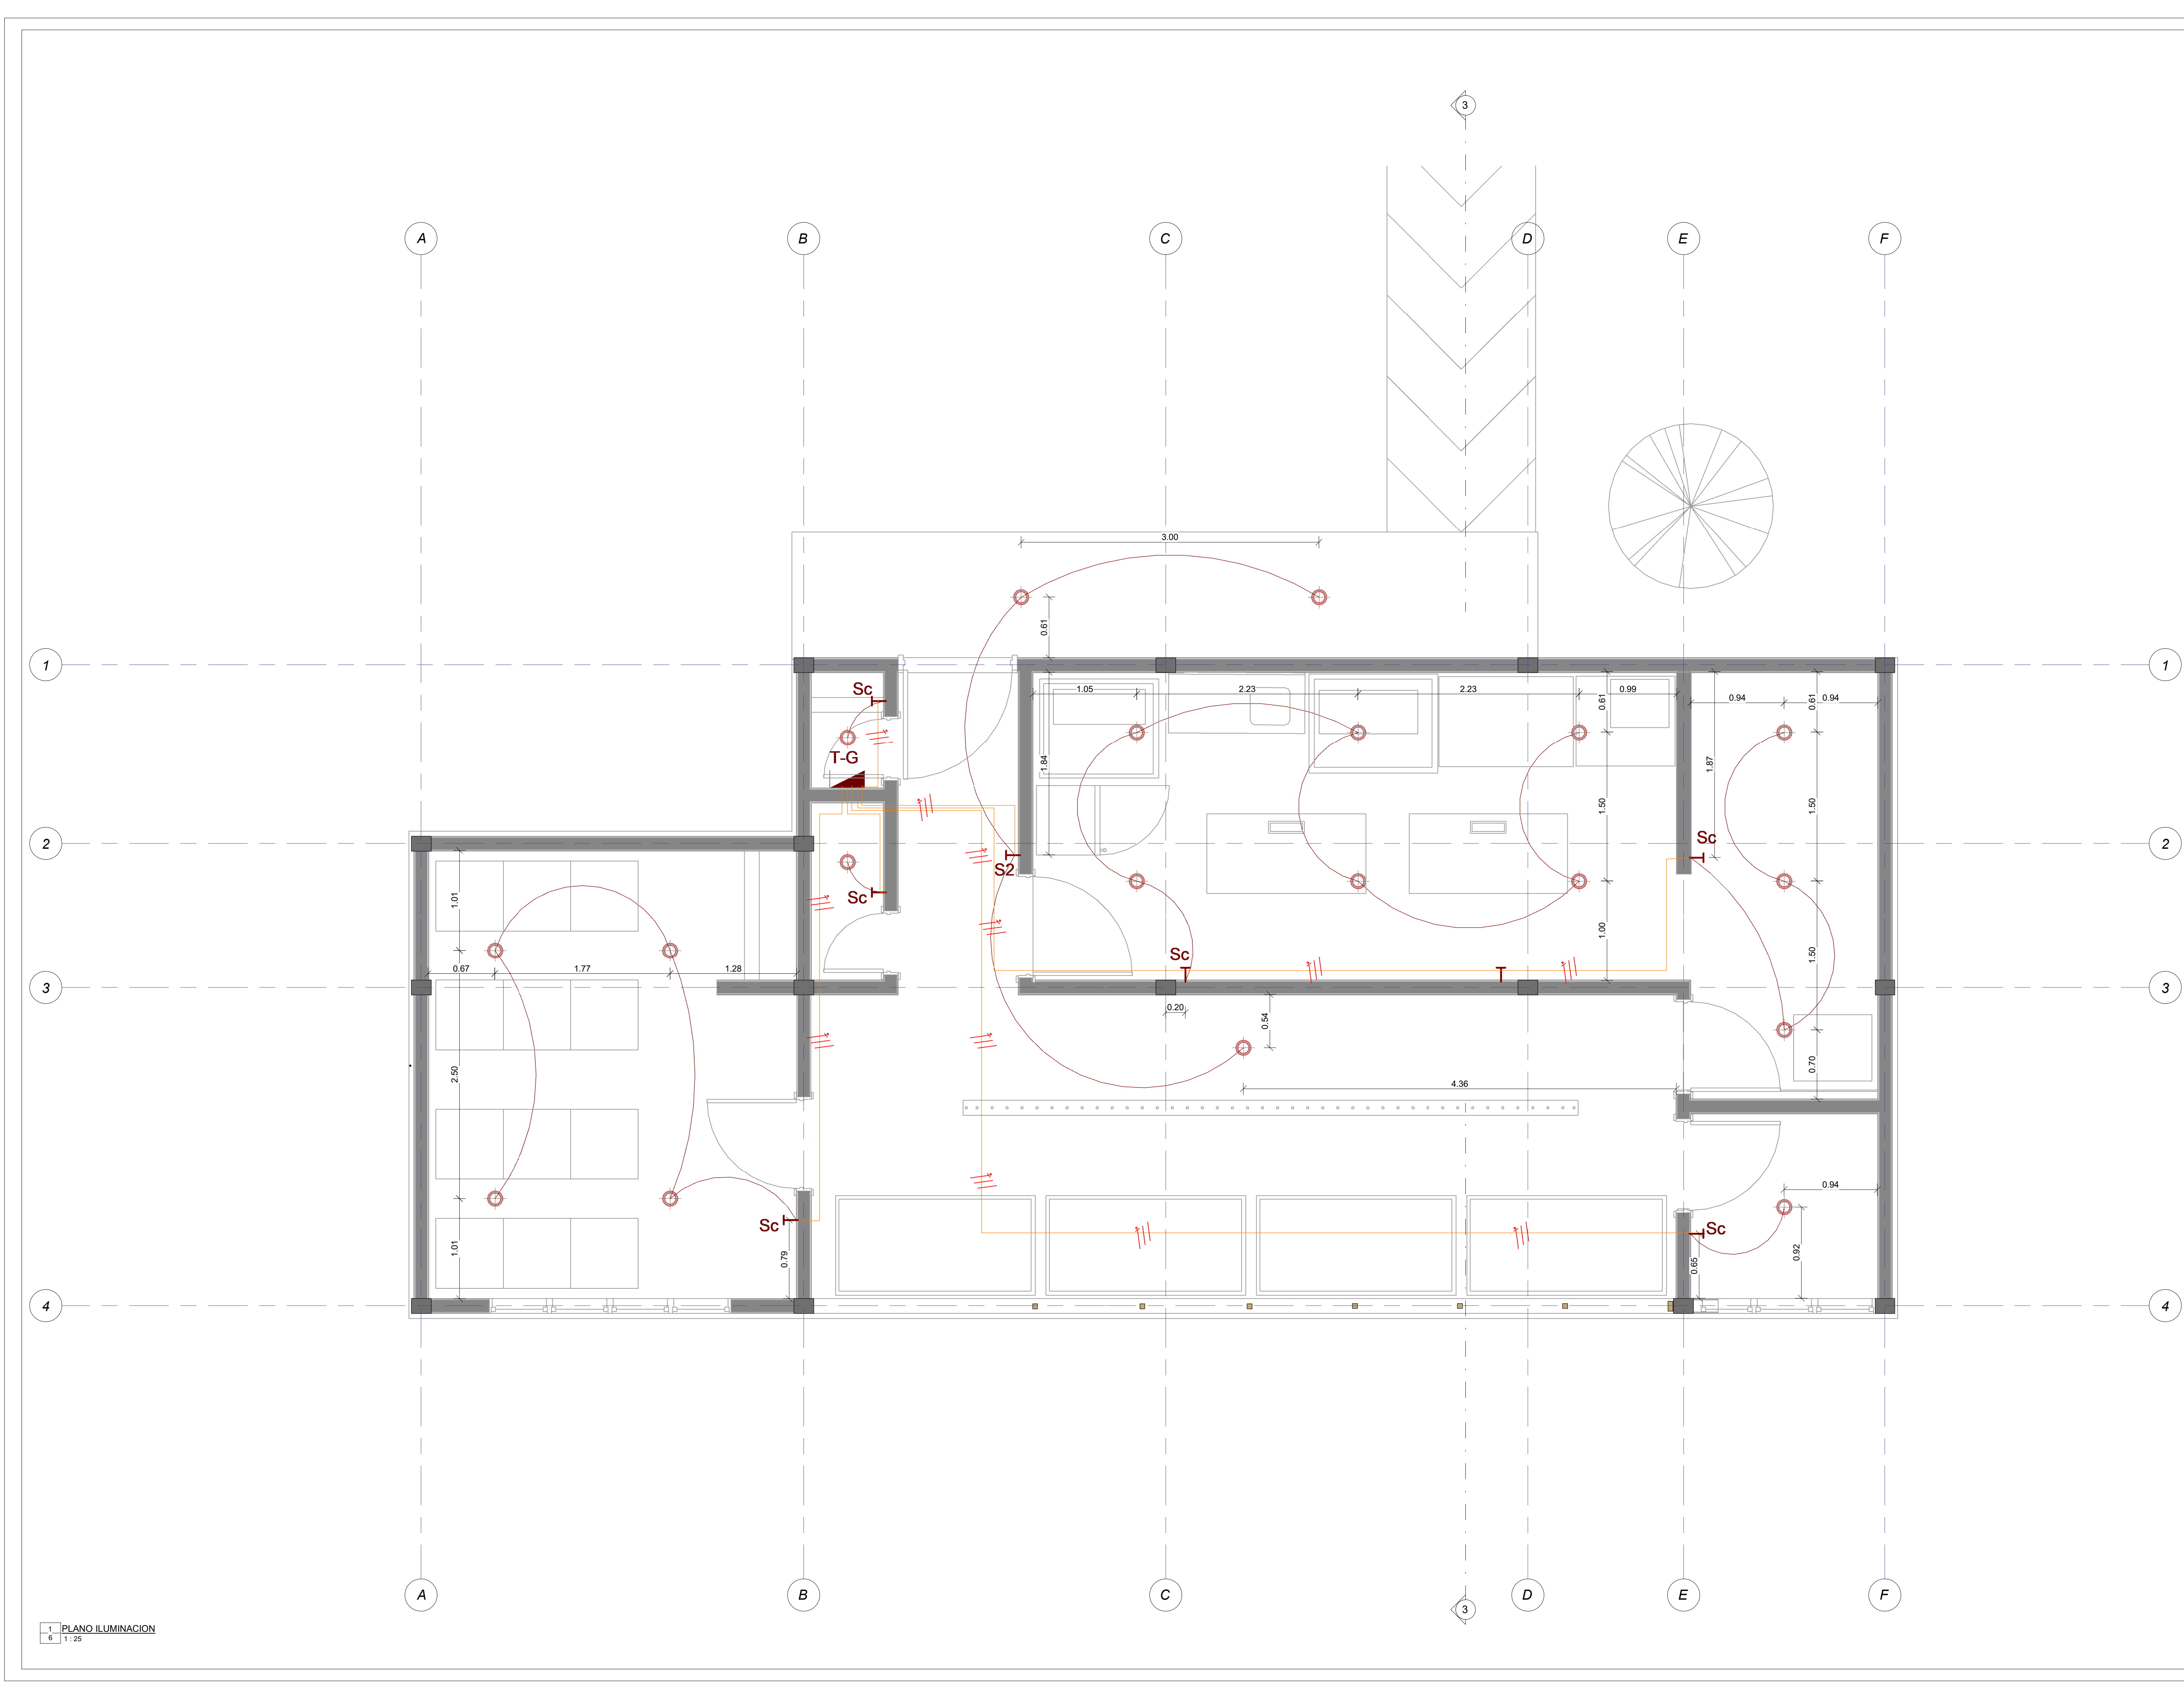 3
A B C D E F
3.00
0.61
1 1
Sc
1.05 2.23 2.23 0.99
0.94 0.94
0.61 0.61
T-G
1.84
1.87
1.50 1.50
2 2
Sc
S2
Sc
1.01
1.00
Sc
T
1.50
0.67 1.77 1.28
3 3
0.20
0.54
2.50
0.70
4.36
0.94
Sc
Sc
1.01
0.79
0.65
0.92
4 4
A B C D E F
3
1 PLANO ILUMINACION
6 1 : 25